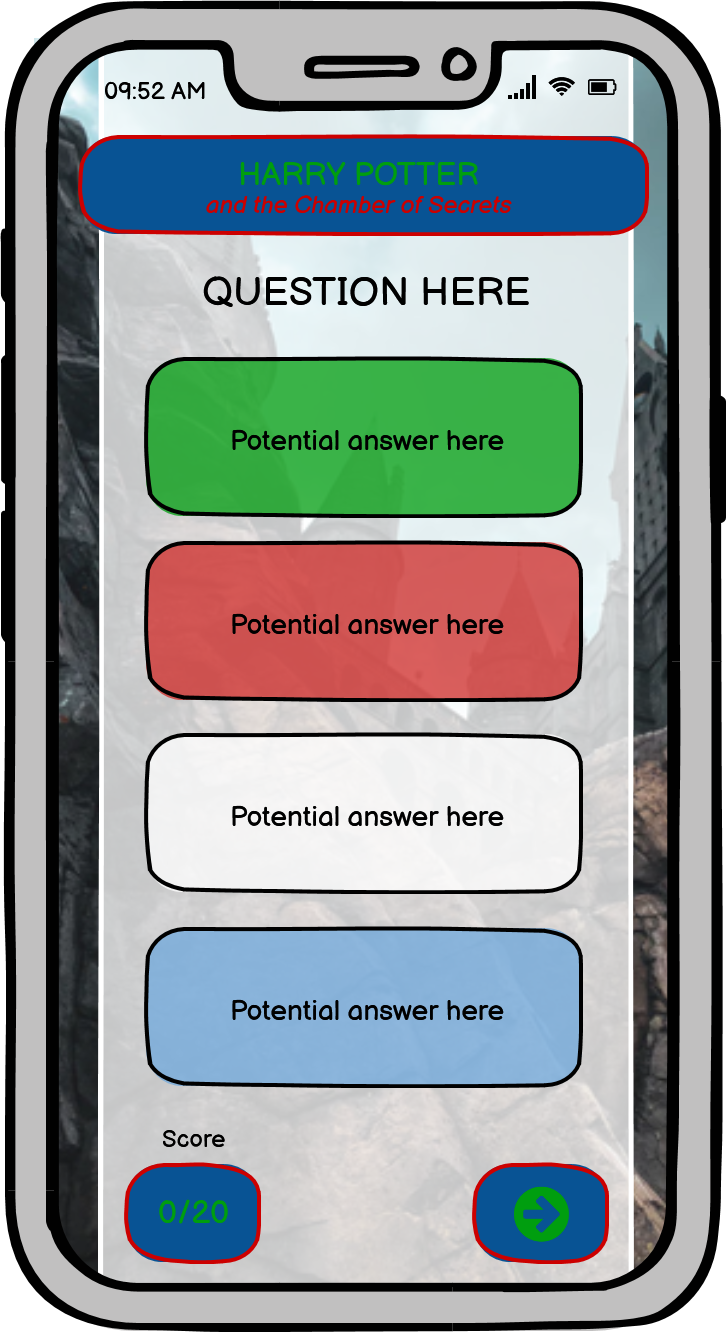 09:52 AM
HARRY POTTER
and the Chamber of Secrets
QUESTION HERE
Potential answer here
Potential answer here
Potential answer here
Potential answer here
Score
0/20